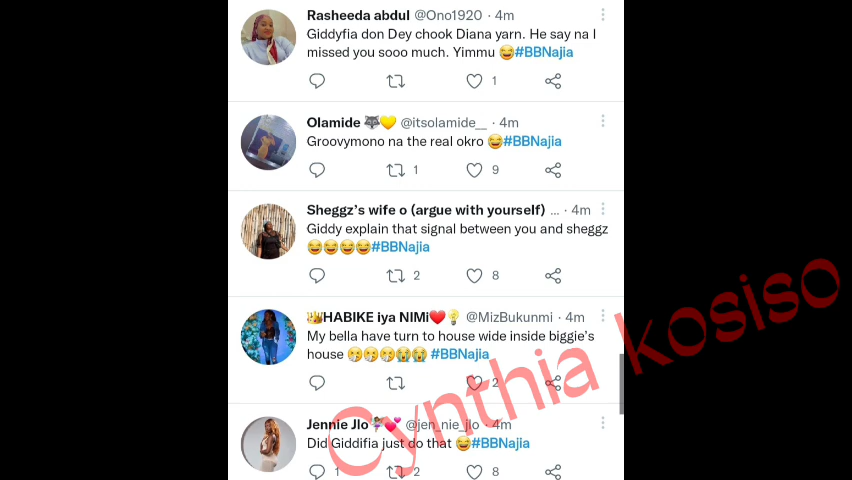 Rasheeda abdul @Ono1920 · 4m
Giddyfia don Dey chook Diana yarn. He say na I
missed you sooo much. Yimmu 😂#BBNajia
1
Olamide 🐺💛 @itsolamide__ · 4m
Groovymono na the real okro 😂#BBNajia
1 9
Sheggz's wife o (argue with yourself) ... · 4m
Giddy explain that signal between you and sheggz
😂😂😂😂#BBNajia
2 8
👑HABIKE iya NIMi❤️💡 @MizBukunmi · 4m
My bella have turn to house wide inside biggie's
house 🤭🤭🤭😭😭 #BBNajia
2
Jennie Jlo🧚🏻‍♀️💕 @jen_nie_jlo · 4m
Did Giddifia just do that 😂#BBNajia
1 2 8
Cynthia kosiso